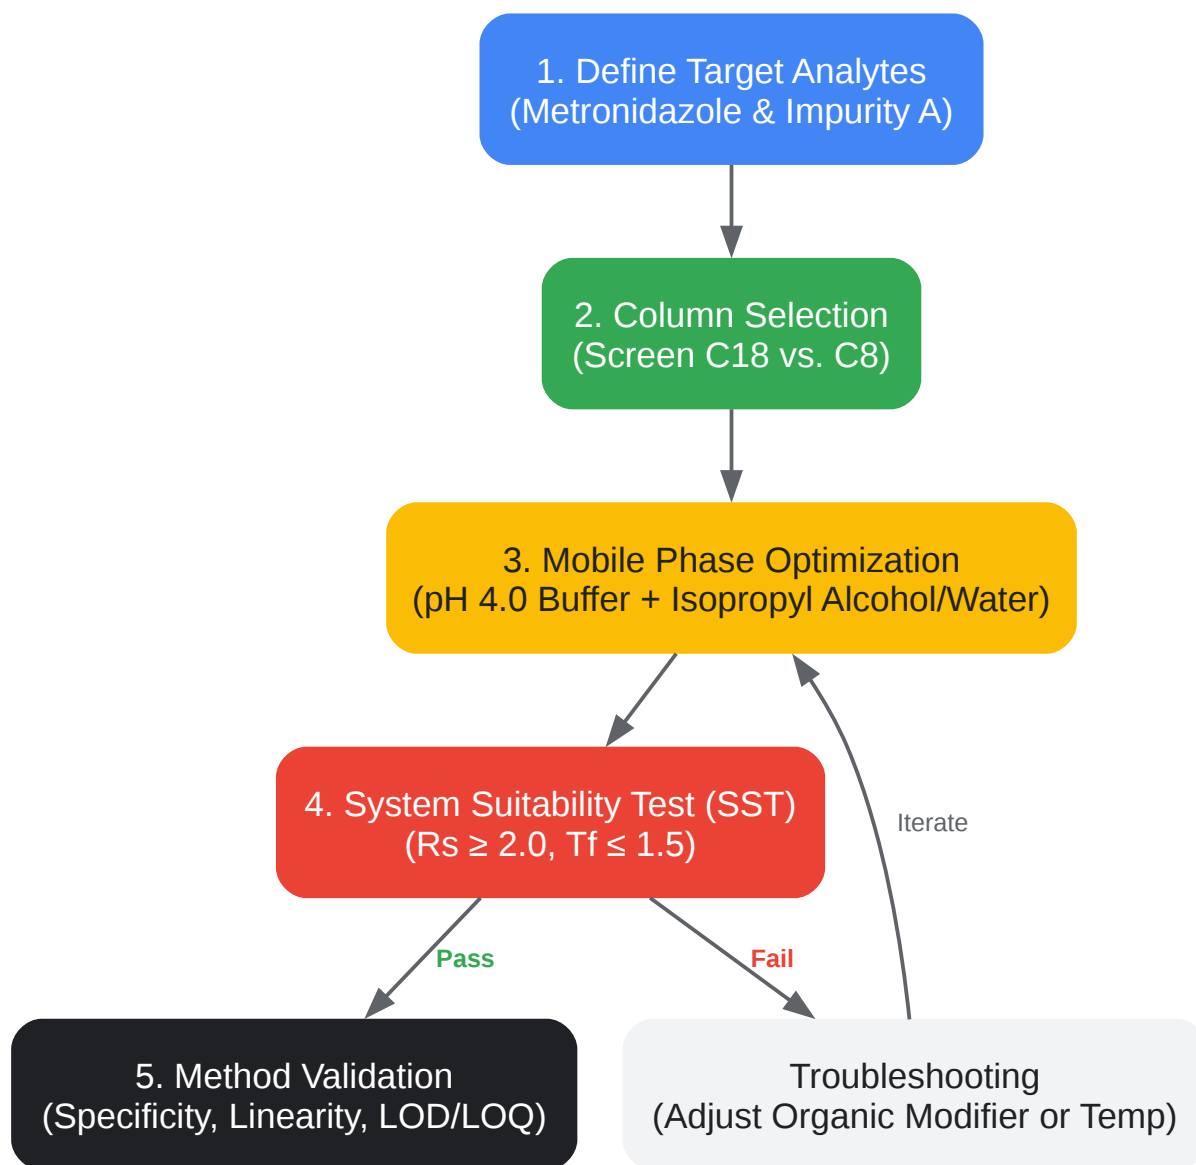 1. Define Target Analytes
(Metronidazole & Impurity A)
2. Column Selection
(Screen C18 vs. C8)
3. Mobile Phase Optimization
(pH 4.0 Buffer + Isopropyl Alcohol/Water)
4. System Suitability Test (SST)
(Rs ≥ 2.0, Tf ≤ 1.5)
Iterate
Pass
Fail
5. Method Validation
(Specificity, Linearity, LOD/LOQ)
Troubleshooting
(Adjust Organic Modifier or Temp)